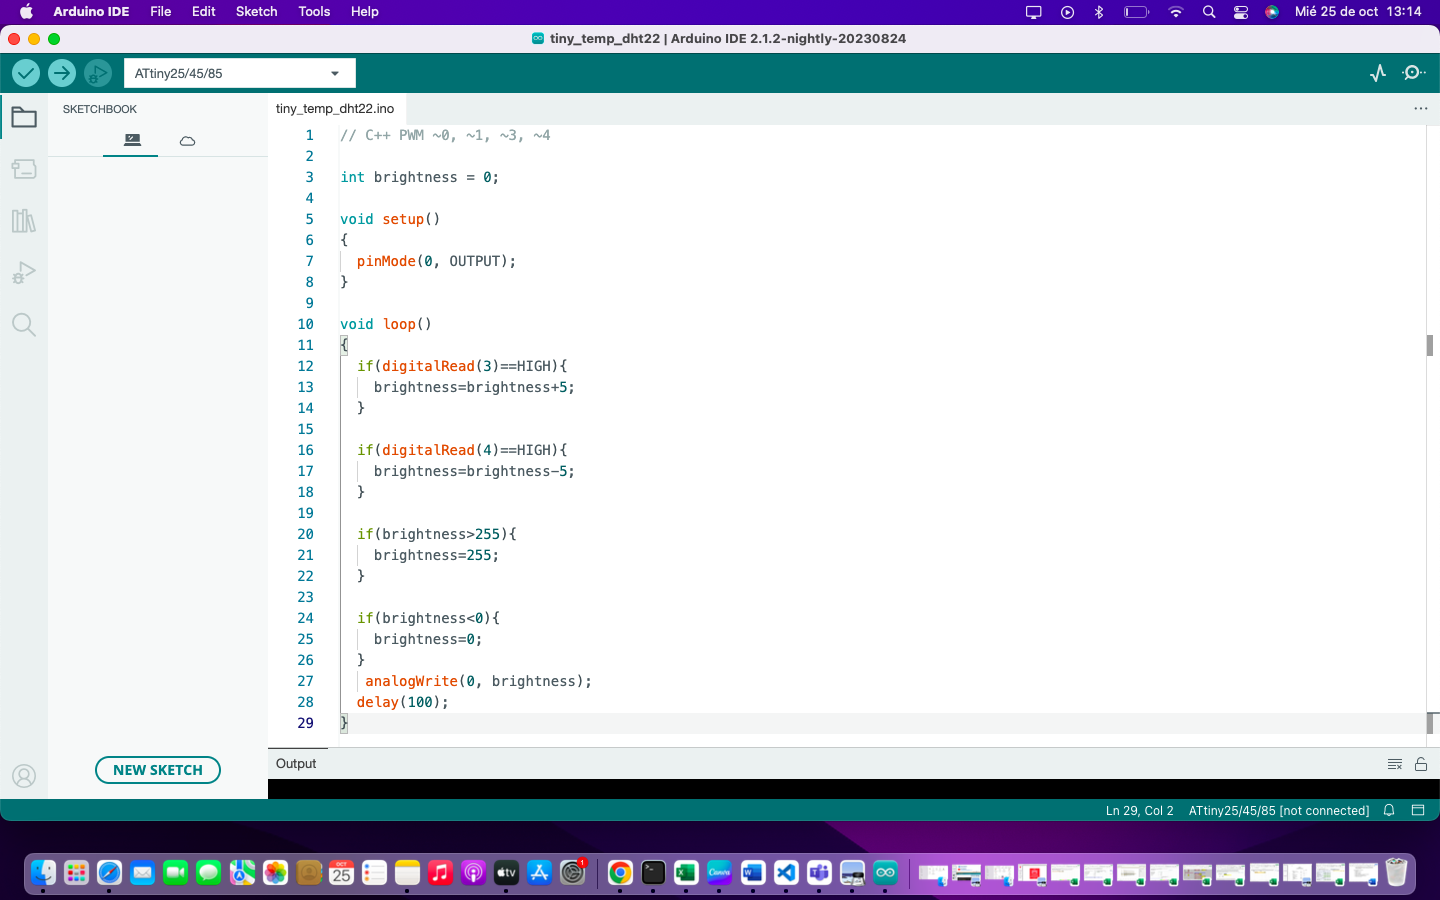 Arduino IDE File Edit Sketch Tools Help Mié 25 de oct 13:14
tiny_temp_dht22 | Arduino IDE 2.1.2-nightly-20230824
ATtiny25/45/85
SKETCHBOOK
tiny_temp_dht22.ino
1 // C++ PWM ~0, ~1, ~3, ~4
2
3 int brightness = 0;
4
5 void setup()
6 {
7 pinMode(0, OUTPUT);
8 }
9
10 void loop()
11 {
12 if(digitalRead(3)==HIGH){
13 brightness=brightness+5;
14 }
15
16 if(digitalRead(4)==HIGH){
17 brightness=brightness-5;
18 }
19
20 if(brightness>255){
21 brightness=255;
22 }
23
24 if(brightness<0){
25 brightness=0;
26 }
27 analogWrite(0, brightness);
28 delay(100);
29 }
NEW SKETCH
Output
Ln 29, Col 2 ATtiny25/45/85 [not connected]
OCT
25
tv
1
Canva